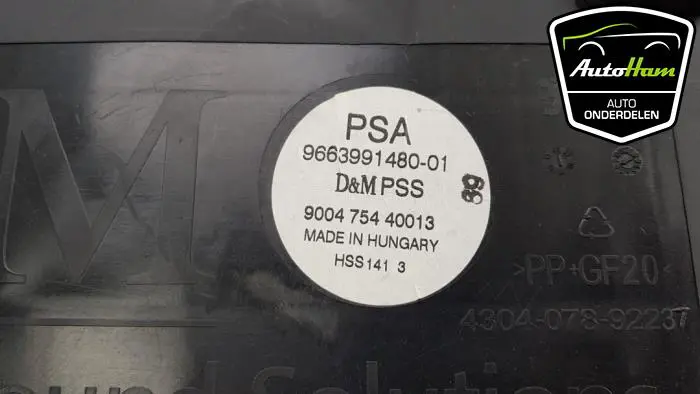 AutoHam
AUTO
ONDERDELEN
M
PSA
9663991480-01
D&M PSS
9004 754 40013
MADE IN HUNGARY
HSS141 3
>PP+GF20<
4304-078-92237
Solutions